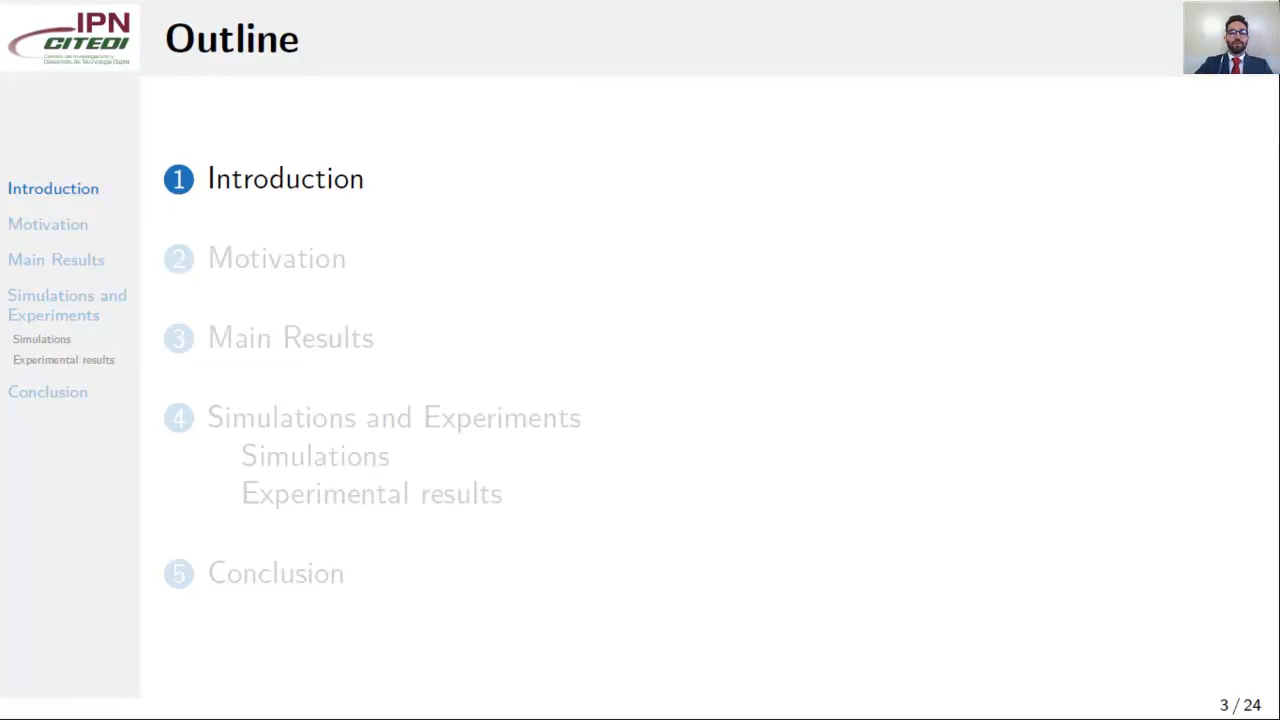 IPN
CITEDI
Centro de Investigación y
Desarrollo de Tecnología Digital
Outline
Introduction
Motivation
Main Results
Simulations and
Experiments
Simulations
Experimental results
Conclusion
1 Introduction
2 Motivation
3 Main Results
4 Simulations and Experiments
Simulations
Experimental results
5 Conclusion
3 / 24